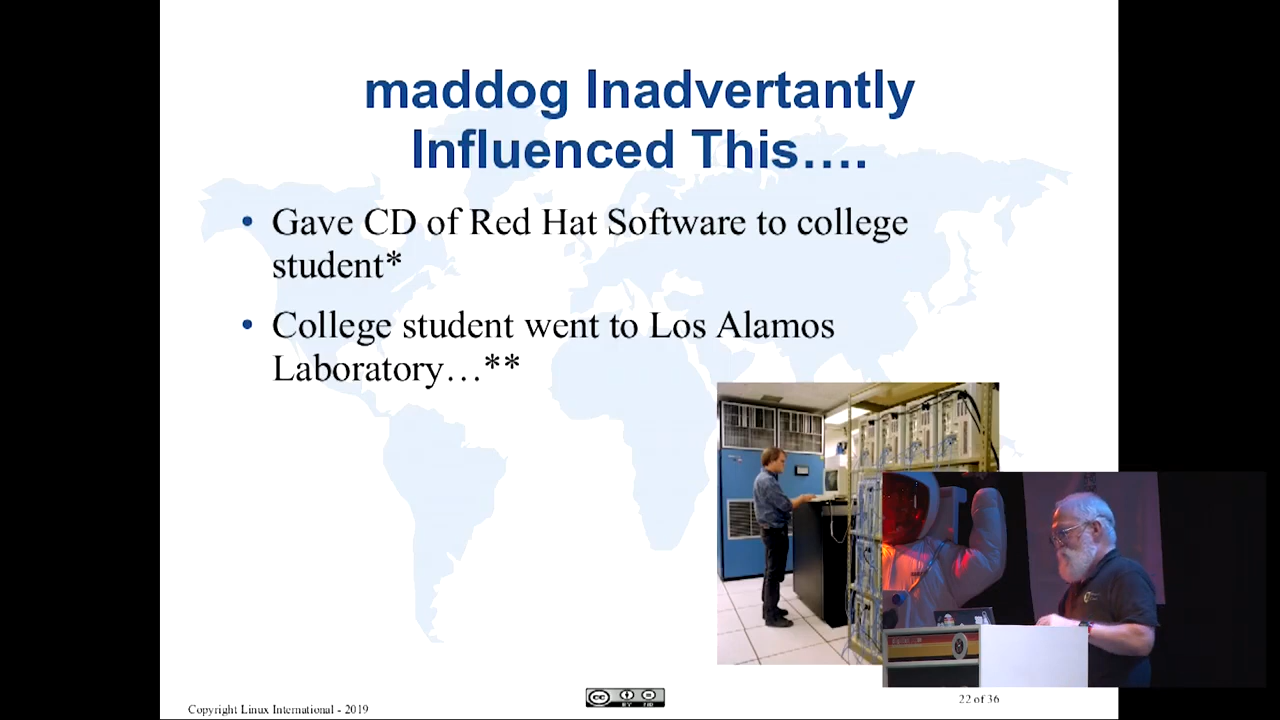 maddog Inadvertantly
Influenced This….
• Gave CD of Red Hat Software to college
student*
• College student went to Los Alamos
Laboratory…**
22 of 36
Copyright Linux International - 2019